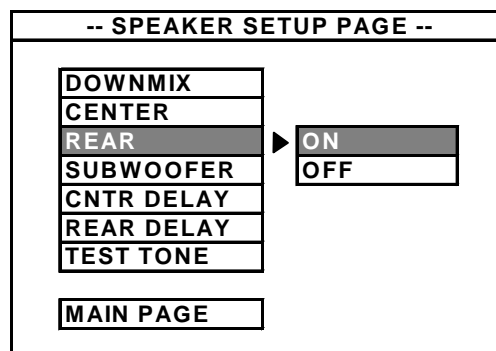 -- SPEAKER SETUP PAGE --
DOWNMIX
CENTER
REAR
ON
SUBWOOFER
OFF
CNTR DELAY
REAR DELAY
TEST TONE
MAIN PAGE